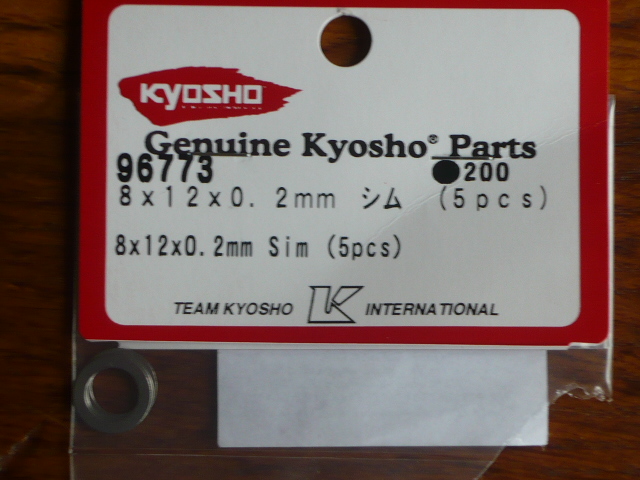 KYOSHO
Genuine Kyosho® Parts
96773 ●200
8x12x0.2mm シム (5pcs)
8x12x0.2mm Sim (5pcs)
TEAM KYOSHO K INTERNATIONAL